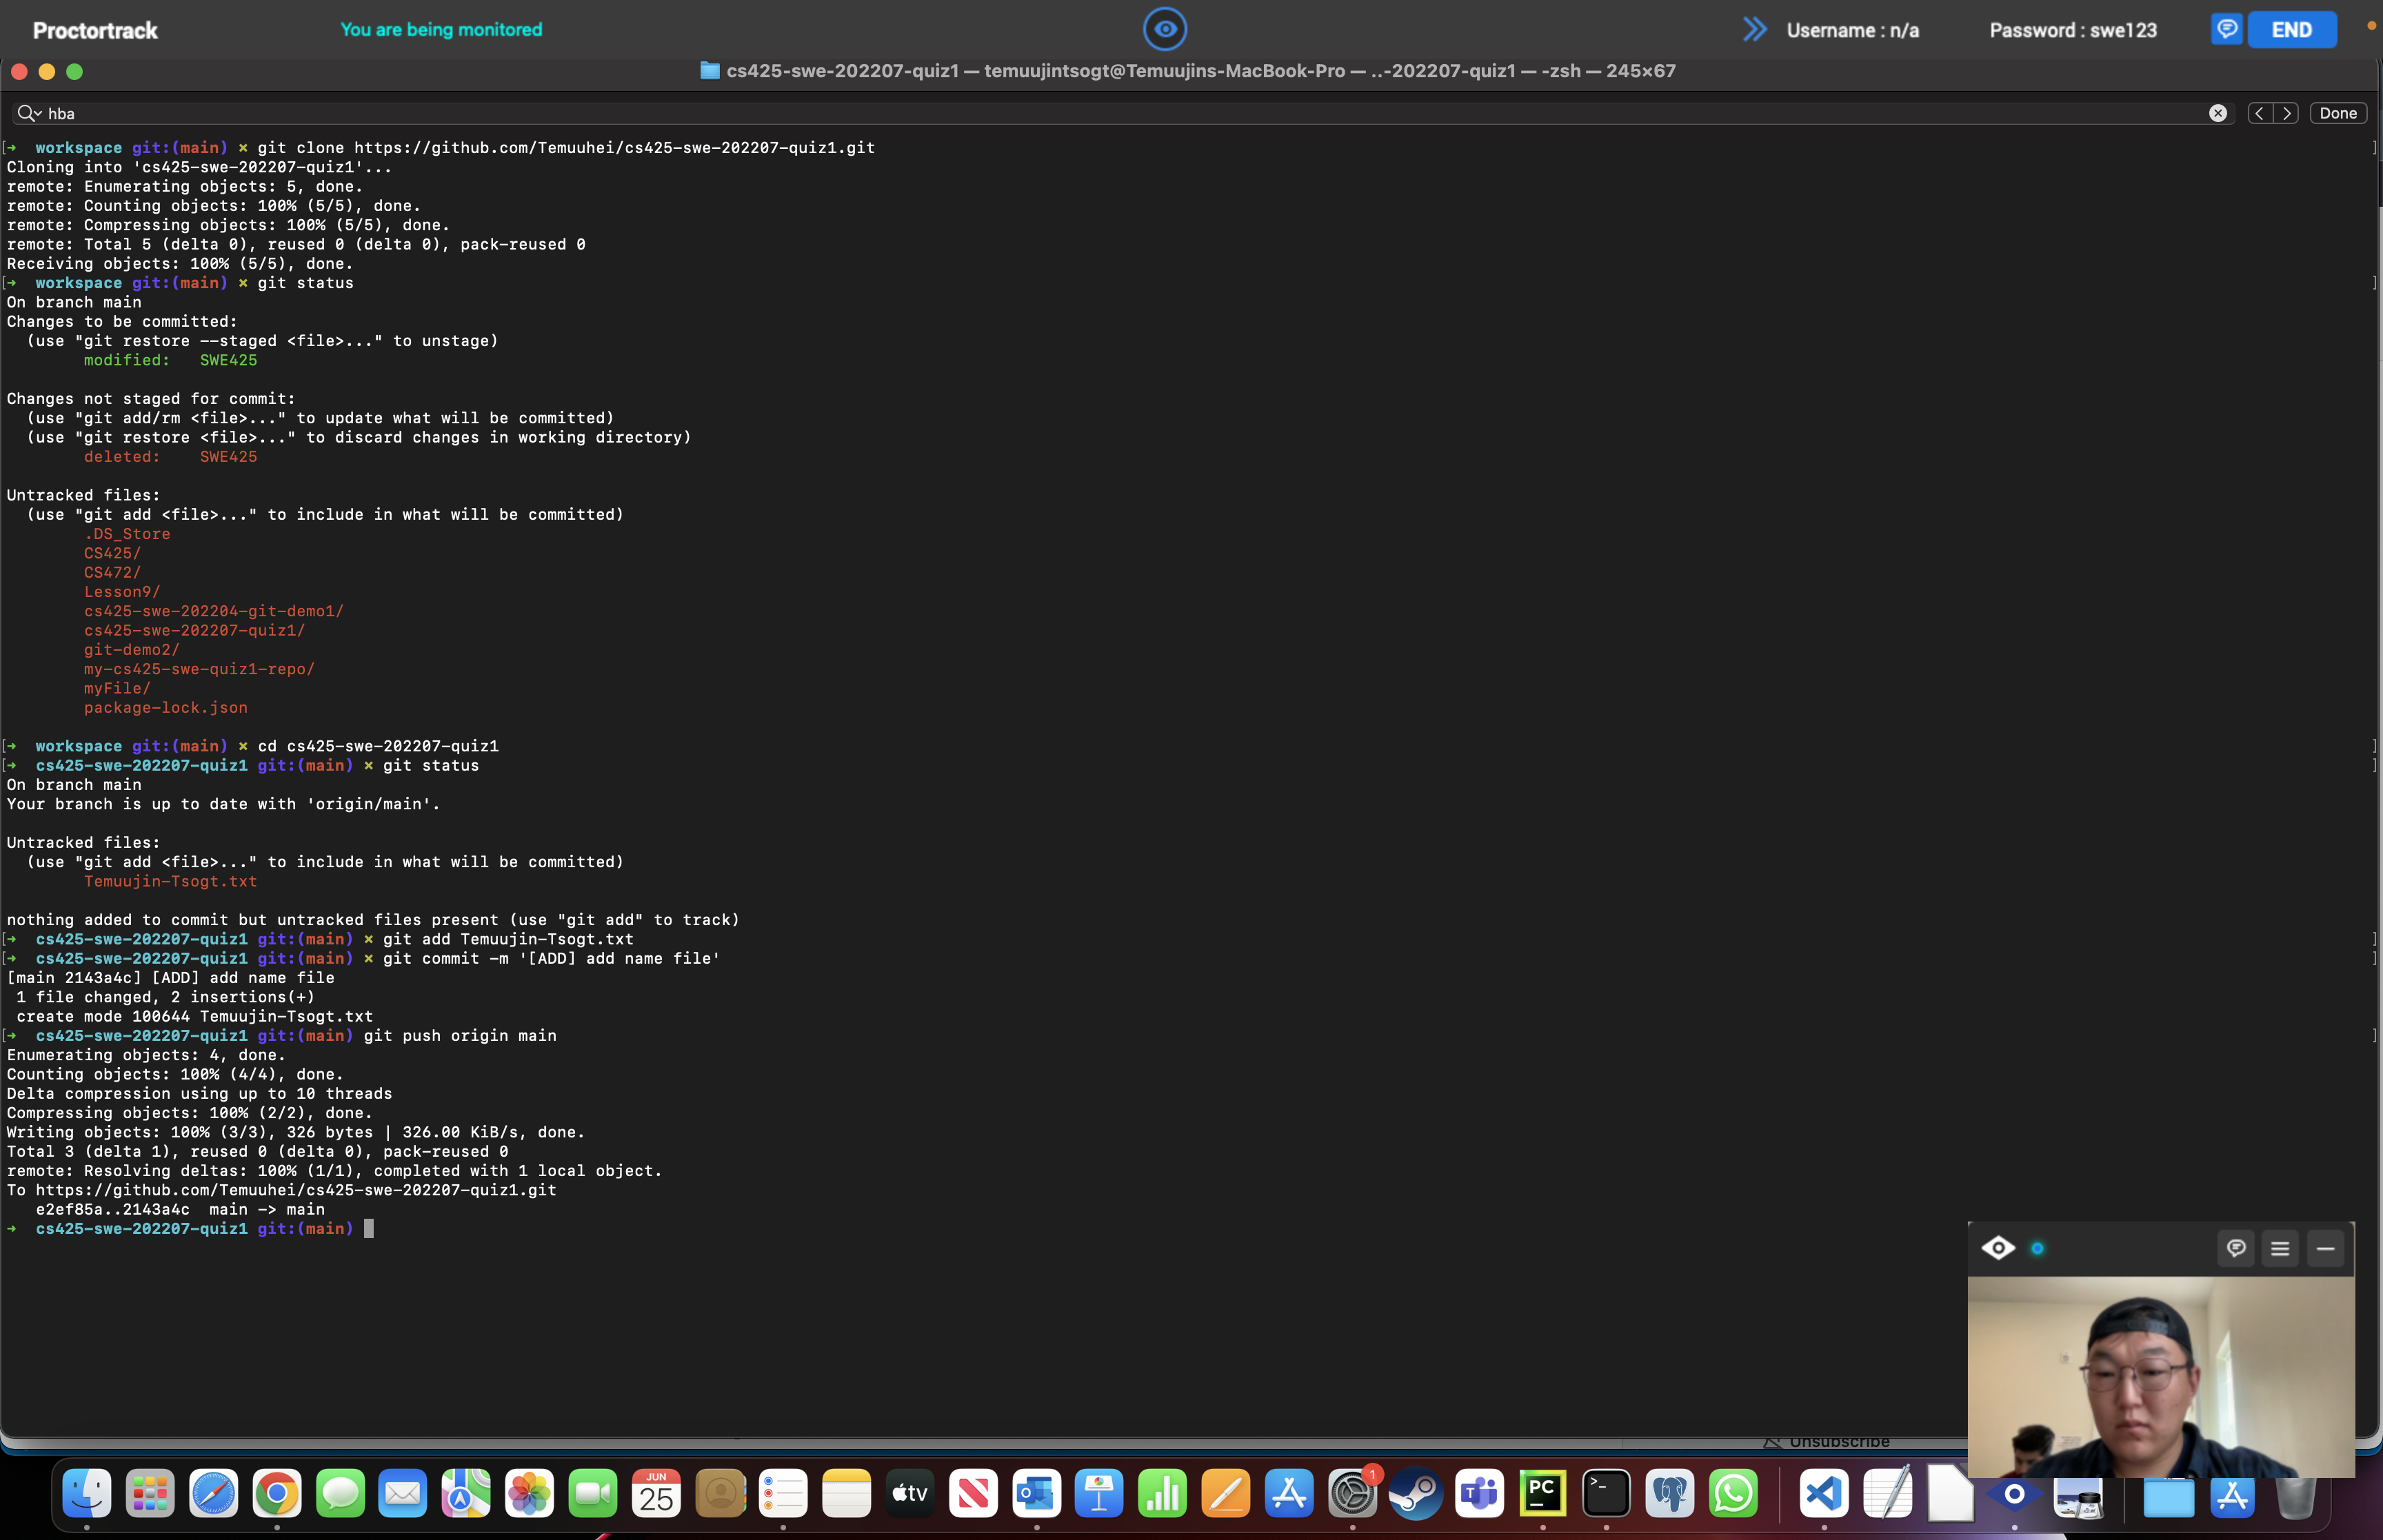 Proctortrack You are being monitored Username : n/a Password : swe123 END
cs425-swe-202207-quiz1 — temuujintsogt@Temuujins-MacBook-Pro — ..-202207-quiz1 — -zsh — 245×67
hba Done
[→ workspace git:(main) × git clone https://github.com/Temuuhei/cs425-swe-202207-quiz1.git ]
Cloning into 'cs425-swe-202207-quiz1'...
remote: Enumerating objects: 5, done.
remote: Counting objects: 100% (5/5), done.
remote: Compressing objects: 100% (5/5), done.
remote: Total 5 (delta 0), reused 0 (delta 0), pack-reused 0
Receiving objects: 100% (5/5), done.
[→ workspace git:(main) × git status ]
On branch main
Changes to be committed:
(use "git restore --staged <file>..." to unstage)
modified: SWE425
Changes not staged for commit:
(use "git add/rm <file>..." to update what will be committed)
(use "git restore <file>..." to discard changes in working directory)
deleted: SWE425
Untracked files:
(use "git add <file>..." to include in what will be committed)
.DS_Store
CS425/
CS472/
Lesson9/
cs425-swe-202204-git-demo1/
cs425-swe-202207-quiz1/
git-demo2/
my-cs425-swe-quiz1-repo/
myFile/
package-lock.json
[→ workspace git:(main) × cd cs425-swe-202207-quiz1 ]
[→ cs425-swe-202207-quiz1 git:(main) × git status ]
On branch main
Your branch is up to date with 'origin/main'.
Untracked files:
(use "git add <file>..." to include in what will be committed)
Temuujin-Tsogt.txt
nothing added to commit but untracked files present (use "git add" to track)
[→ cs425-swe-202207-quiz1 git:(main) × git add Temuujin-Tsogt.txt ]
[→ cs425-swe-202207-quiz1 git:(main) × git commit -m '[ADD] add name file' ]
[main 2143a4c] [ADD] add name file
1 file changed, 2 insertions(+)
create mode 100644 Temuujin-Tsogt.txt
[→ cs425-swe-202207-quiz1 git:(main) git push origin main ]
Enumerating objects: 4, done.
Counting objects: 100% (4/4), done.
Delta compression using up to 10 threads
Compressing objects: 100% (2/2), done.
Writing objects: 100% (3/3), 326 bytes | 326.00 KiB/s, done.
Total 3 (delta 1), reused 0 (delta 0), pack-reused 0
remote: Resolving deltas: 100% (1/1), completed with 1 local object.
To https://github.com/Temuuhei/cs425-swe-202207-quiz1.git
e2ef85a..2143a4c main -> main
→ cs425-swe-202207-quiz1 git:(main)
Unsubscribe
JUN
25
tv
1
PC
>_